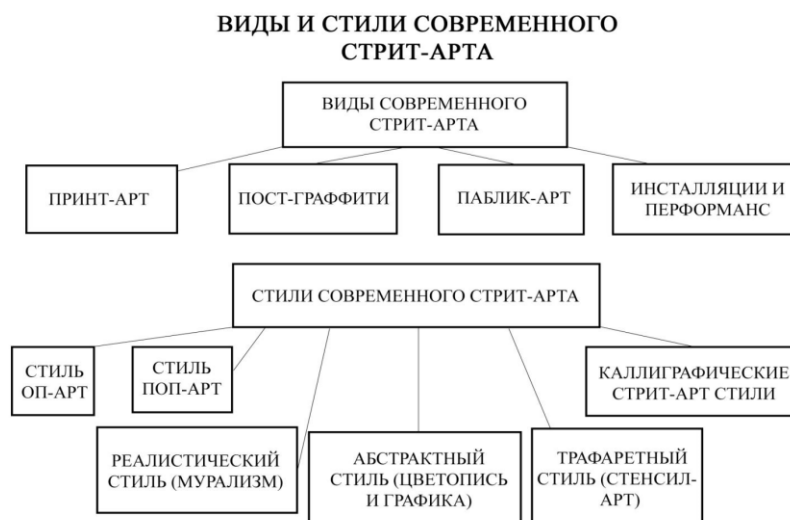 ВИДЫ И СТИЛИ СОВРЕМЕННОГО
СТРИТ-АРТА
ВИДЫ СОВРЕМЕННОГО
СТРИТ-АРТА
ПРИНТ-АРТ
ПОСТ-ГРАФФИТИ
ПАБЛИК-АРТ
ИНСТАЛЛЯЦИИ И
ПЕРФОРМАНС
СТИЛИ СОВРЕМЕННОГО СТРИТ-АРТА
СТИЛЬ
ОП-АРТ
СТИЛЬ
ПОП-АРТ
КАЛЛИГРАФИЧЕСКИЕ
СТРИТ-АРТ СТИЛИ
РЕАЛИСТИЧЕСКИЙ
СТИЛЬ (МУРАЛИЗМ)
АБСТРАКТНЫЙ
СТИЛЬ (ЦВЕТОПИСЬ
И ГРАФИКА)
ТРАФАРЕТНЫЙ
СТИЛЬ (СТЕНСИЛ-
АРТ)